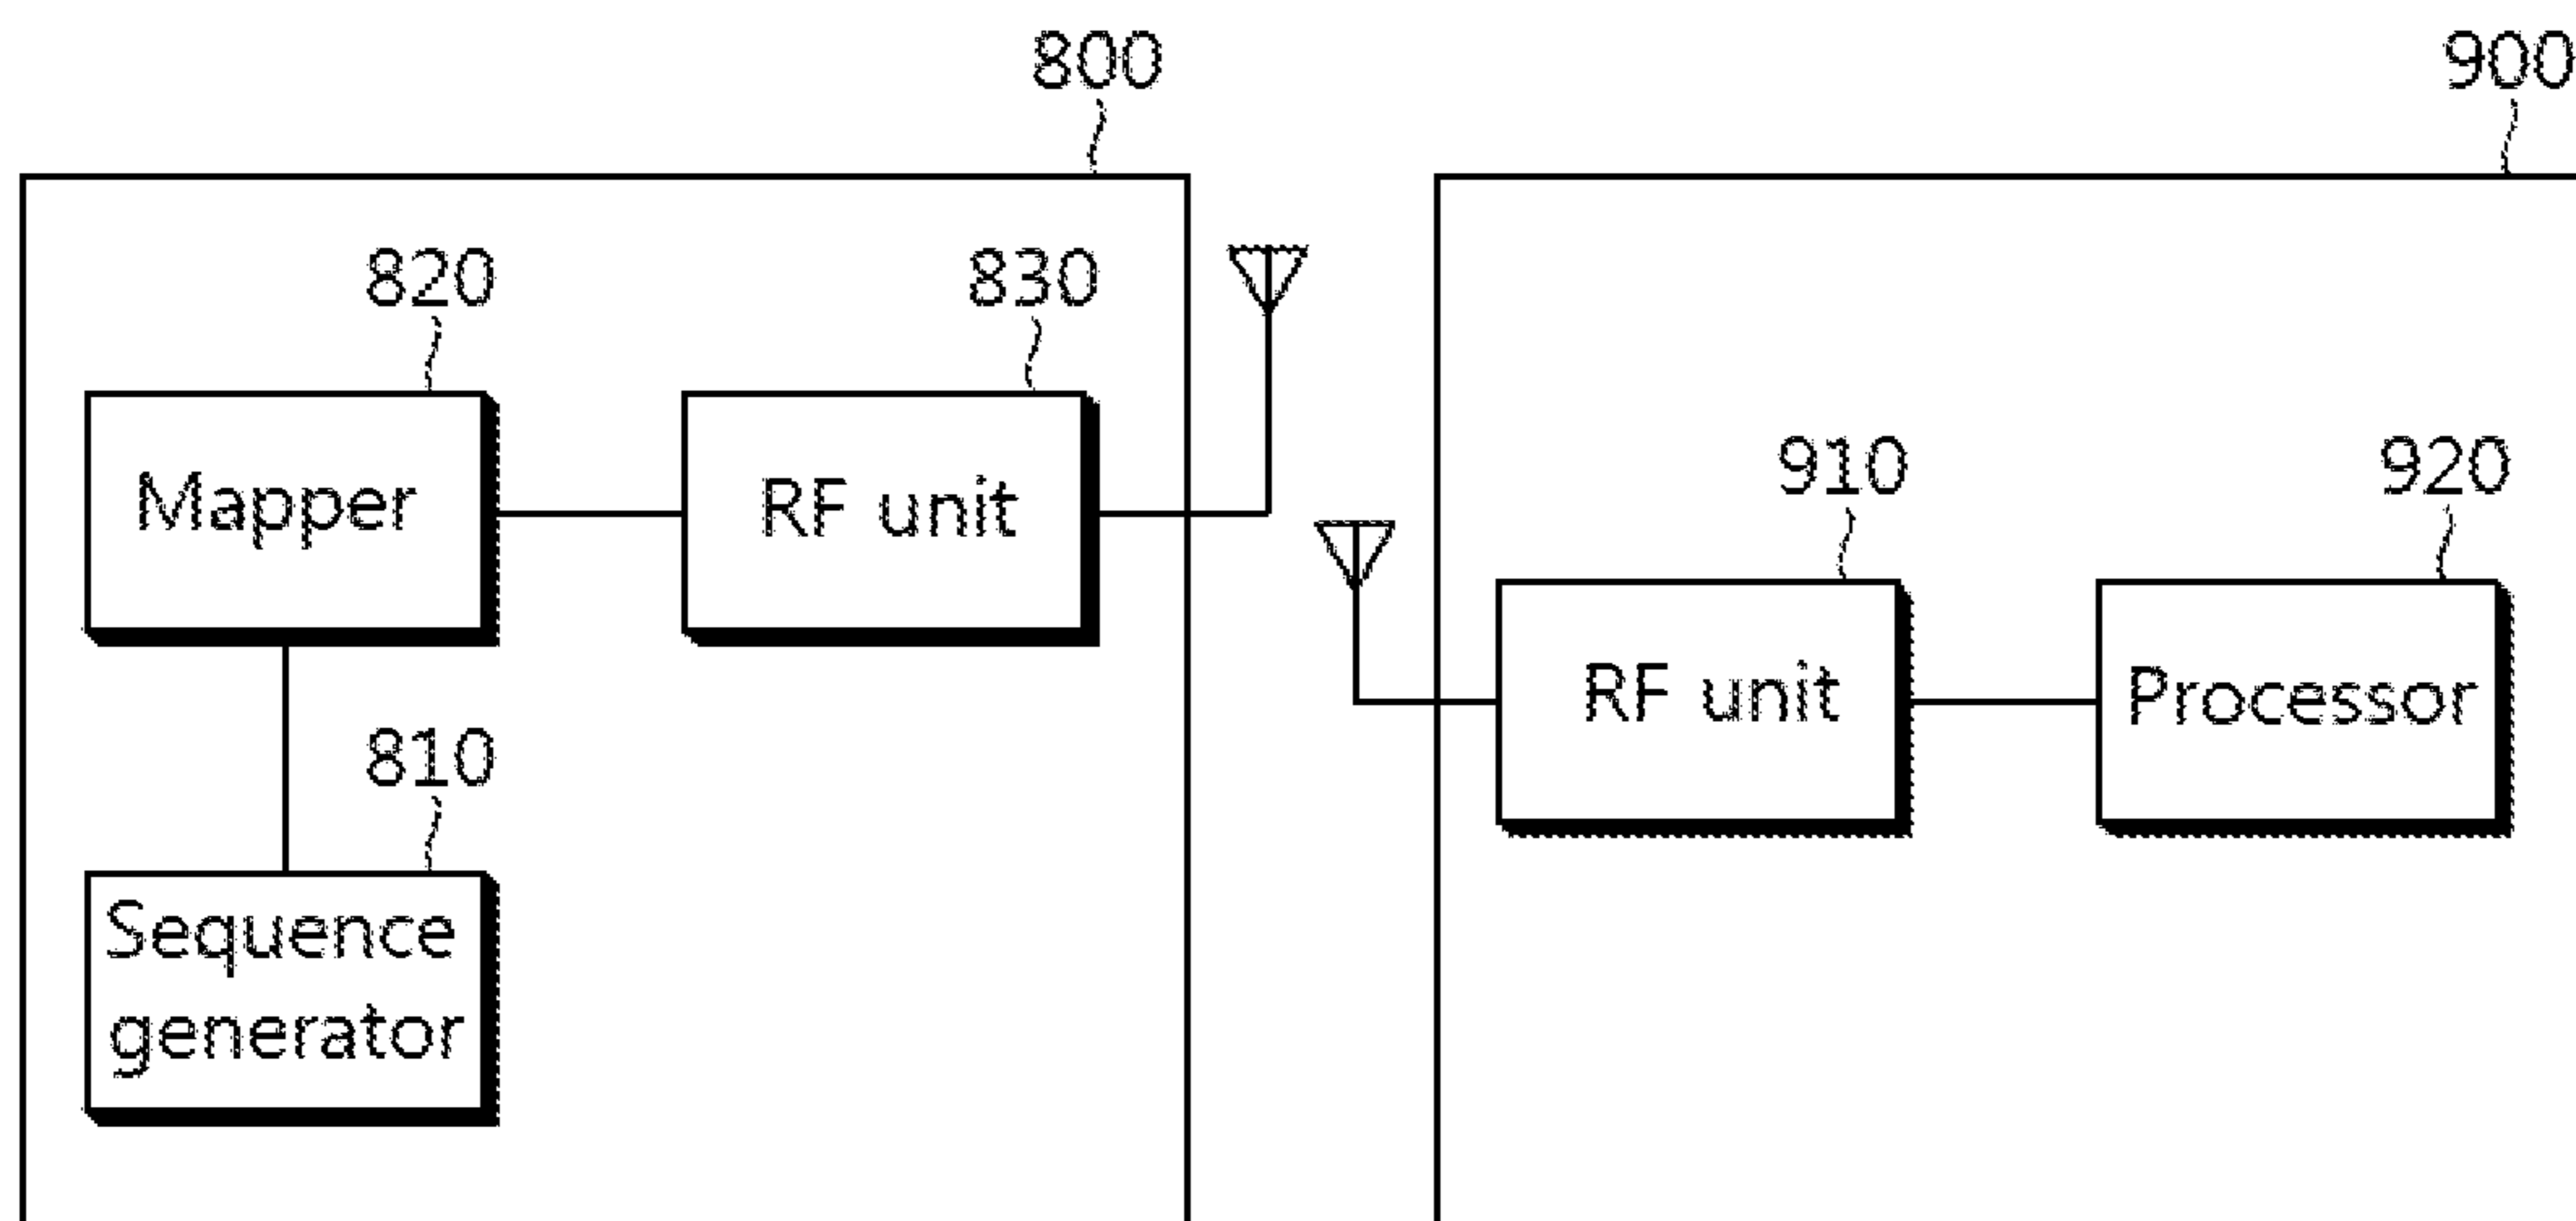 800
900
820
830
Mapper
RF unit
910
920
RF unit
Processor
810
Sequence
generator